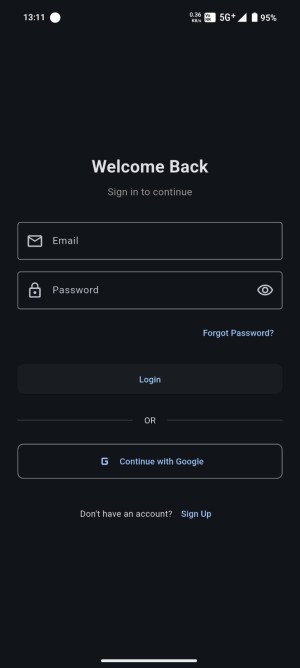 13:11 0.36 KB/s 5G+ 95%
Welcome Back
Sign in to continue
Email
Password
Forgot Password?
Login
OR
G Continue with Google
Don't have an account? Sign Up